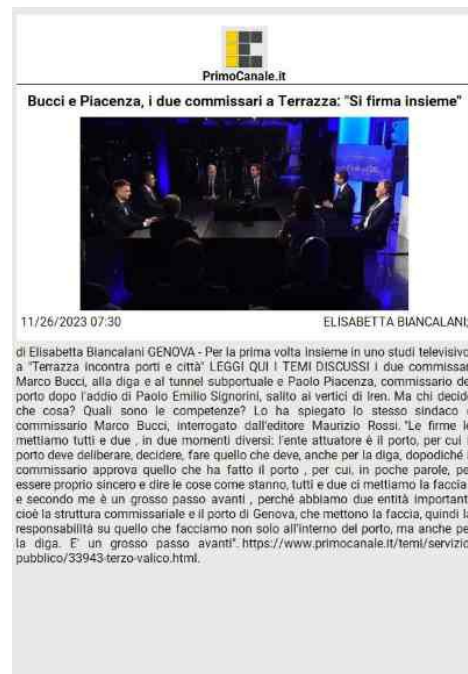 PrimoCanale.it
Bucci e Piacenza, i due commissari a Terrazza: "Si firma insieme"
11/26/2023 07:30 ELISABETTA BIANCALANI;
di Elisabetta Biancalani GENOVA - Per la prima volta insieme in uno studi televisivo
a "Terrazza incontra porti e città" LEGGI QUI I TEMI DISCUSSI i due commissar
Marco Bucci, alla diga e al tunnel subportuale e Paolo Piacenza, commissario de
porto dopo l'addio di Paolo Emilio Signorini, salito ai vertici di Iren. Ma chi decid
che cosa? Quali sono le competenze? Lo ha spiegato lo stesso sindaco
commissario Marco Bucci, interrogato dall'editore Maurizio Rossi. "Le firme l
mettiamo tutti e due , in due momenti diversi: l'ente attuatore è il porto, per cui
porto deve deliberare, decidere, fare quello che deve, anche per la diga, dopodiché
commissario approva quello che ha fatto il porto , per cui, in poche parole, pe
essere proprio sincero e dire le cose come stanno, tutti e due ci mettiamo la faccia
e secondo me è un grosso passo avanti , perché abbiamo due entità important
cioè la struttura commissariale e il porto di Genova, che mettono la faccia, quindi la
responsabilità su quello che facciamo non solo all'interno del porto, ma anche pe
la diga. E' un grosso passo avanti". https://www.primocanale.it/temi/servizio
pubblico/33943-terzo-valico.html.